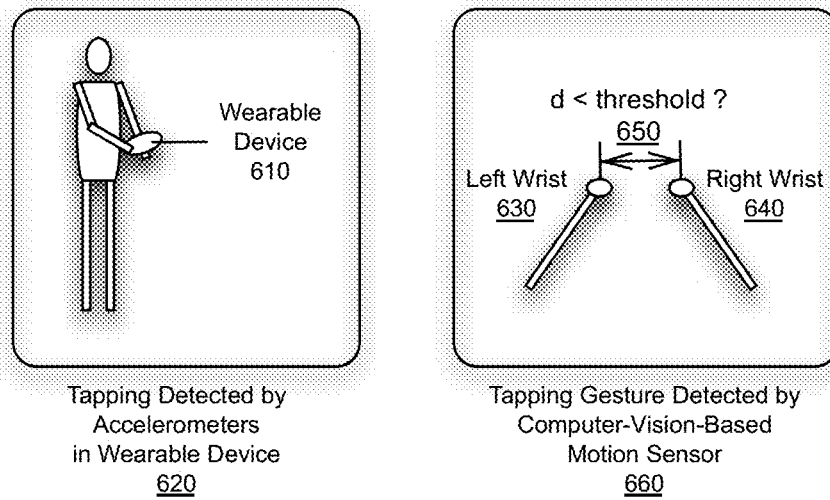 Wearable
Device
610
Tapping Detected by
Accelerometers
in Wearable Device
620
d < threshold ?
650
Left Wrist
630
Right Wrist
640
Tapping Gesture Detected by
Computer-Vision-Based
Motion Sensor
660